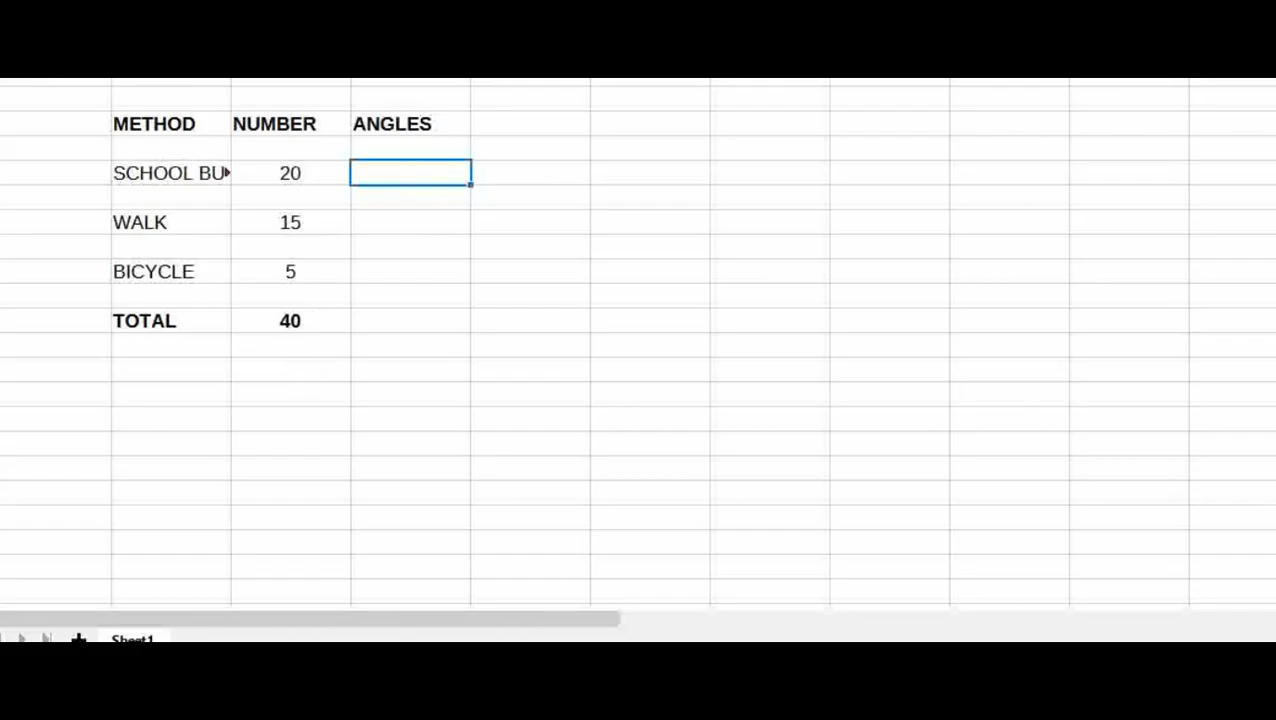 METHOD NUMBER ANGLES
SCHOOL BU 20
WALK 15
BICYCLE 5
TOTAL 40
Sheet1